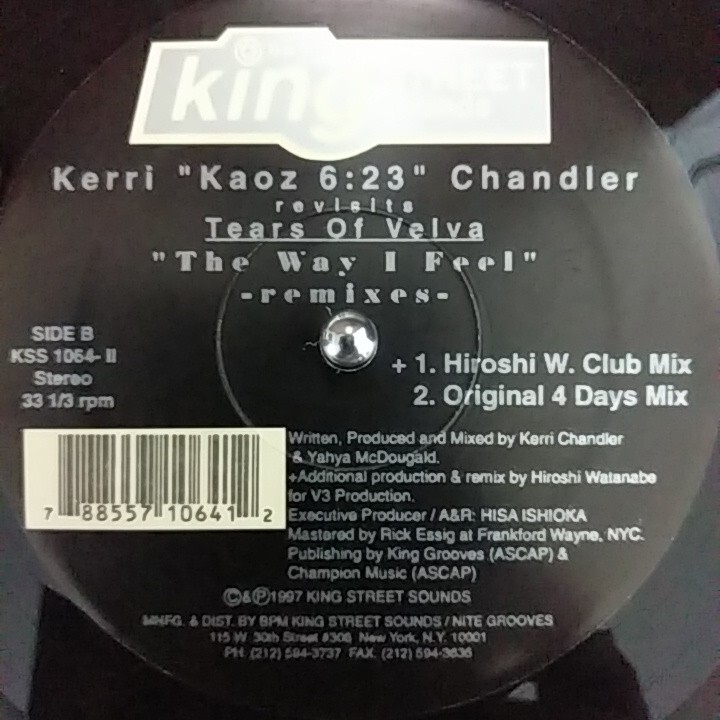 king STREET
Kerri "Kaoz 6:23" Chandler
revisits
Tears Of Velva
"The Way I Feel"
-remixes-
SIDE B
KSS 1064- II
Stereo
33 1/3 rpm
+ 1. Hiroshi W. Club Mix
2. Original 4 Days Mix
Written, Produced and Mixed by Kerri Chandler
& Yahya McDougald.
+Additional production & remix by Hiroshi Watanabe
for V3 Production.
Executive Producer / A&R: HISA ISHIOKA
Mastered by Rick Essig at Frankford Wayne, NYC.
Publishing by King Grooves (ASCAP) &
Champion Music (ASCAP)
7 88557 10641 2
©&℗1997 KING STREET SOUNDS
MNFG. & DIST. BY BPM KING STREET SOUNDS / NITE GROOVES
115 W. 30th Street #306 New York, N.Y. 10001
PH: (212) 594-3737 FAX. (212) 594-3636